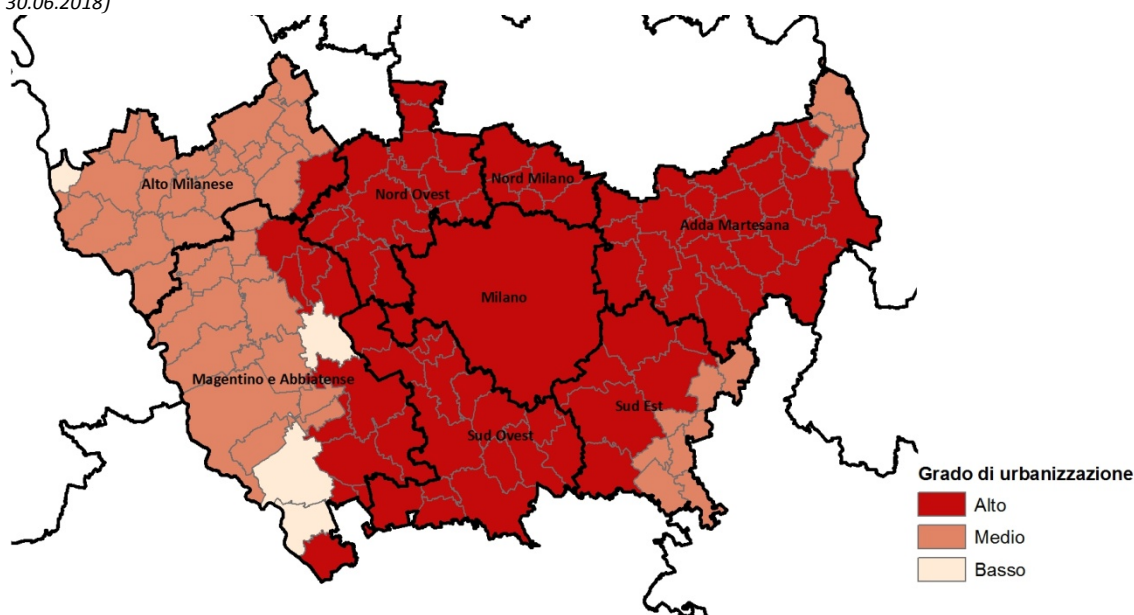 30.06.2018)
Alto Milanese
Nord Ovest
Nord Milano
Adda Martesana
Milano
Magentino e Abbiatense
Sud Est
Sud Ovest
Grado di urbanizzazione
Alto
Medio
Basso